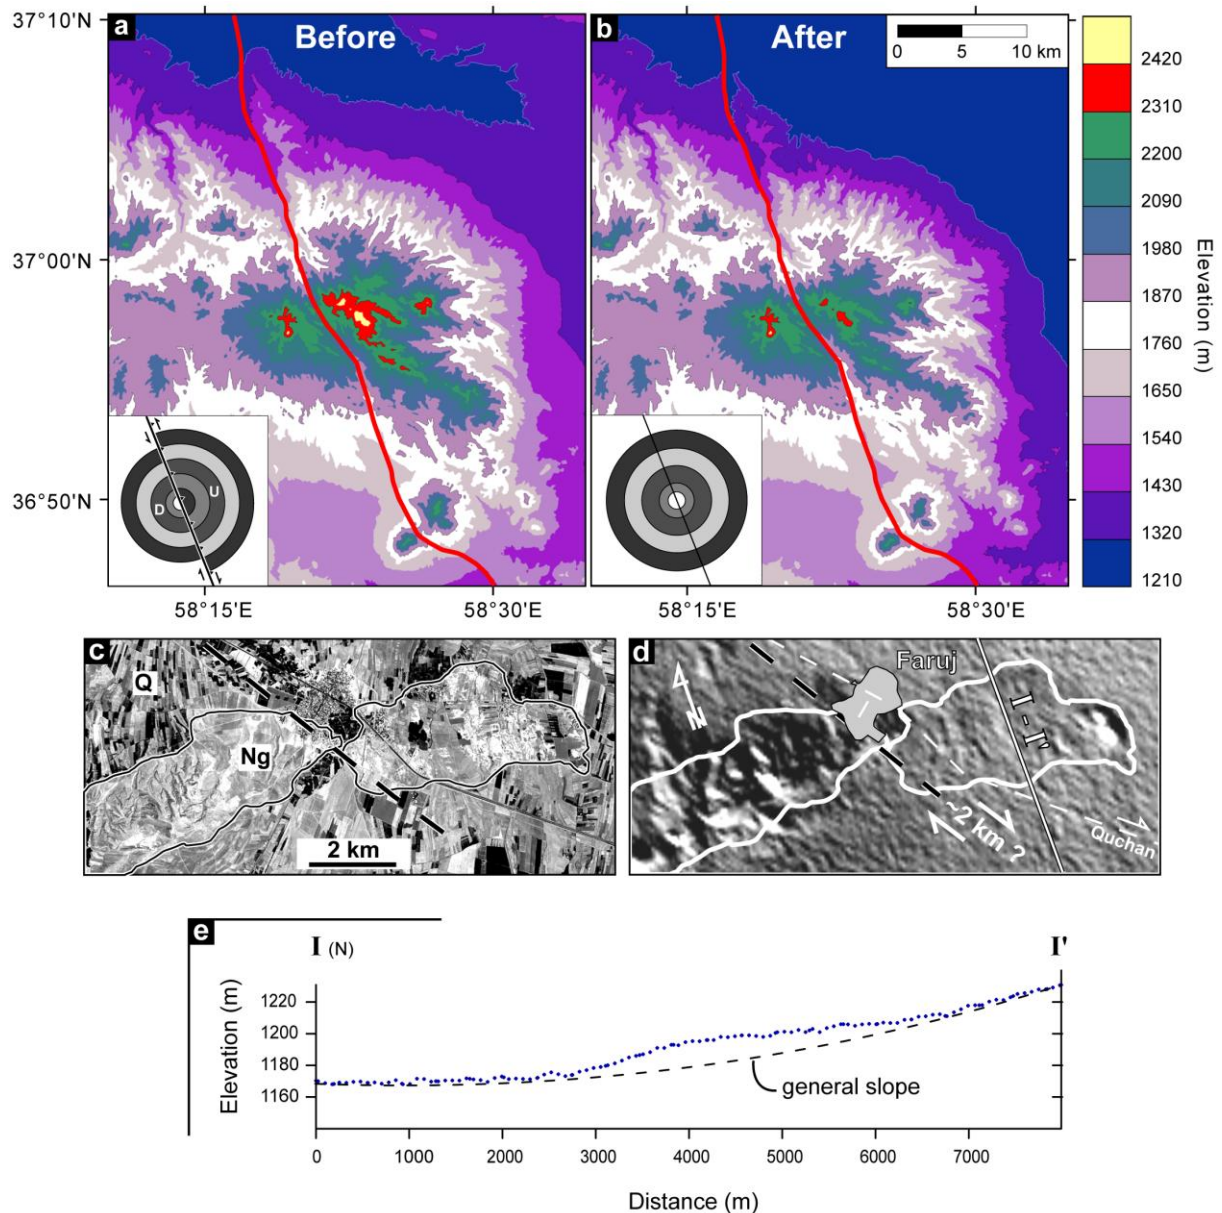 a
Before
b
After
0 5 10 km
37°10'N
37°00'N
36°50'N
58°15'E
58°30'E
58°15'E
58°30'E
U
D
2420
2310
2200
2090
1980
1870
1760
1650
1540
1430
1320
1210
Elevation (m)
c
Q
Ng
2 km
d
N
Faruj
I - I'
~2 km ?
Quchan
e
I (N)
I'
Elevation (m)
1220
1200
1180
1160
general slope
0 1000 2000 3000 4000 5000 6000 7000
Distance (m)